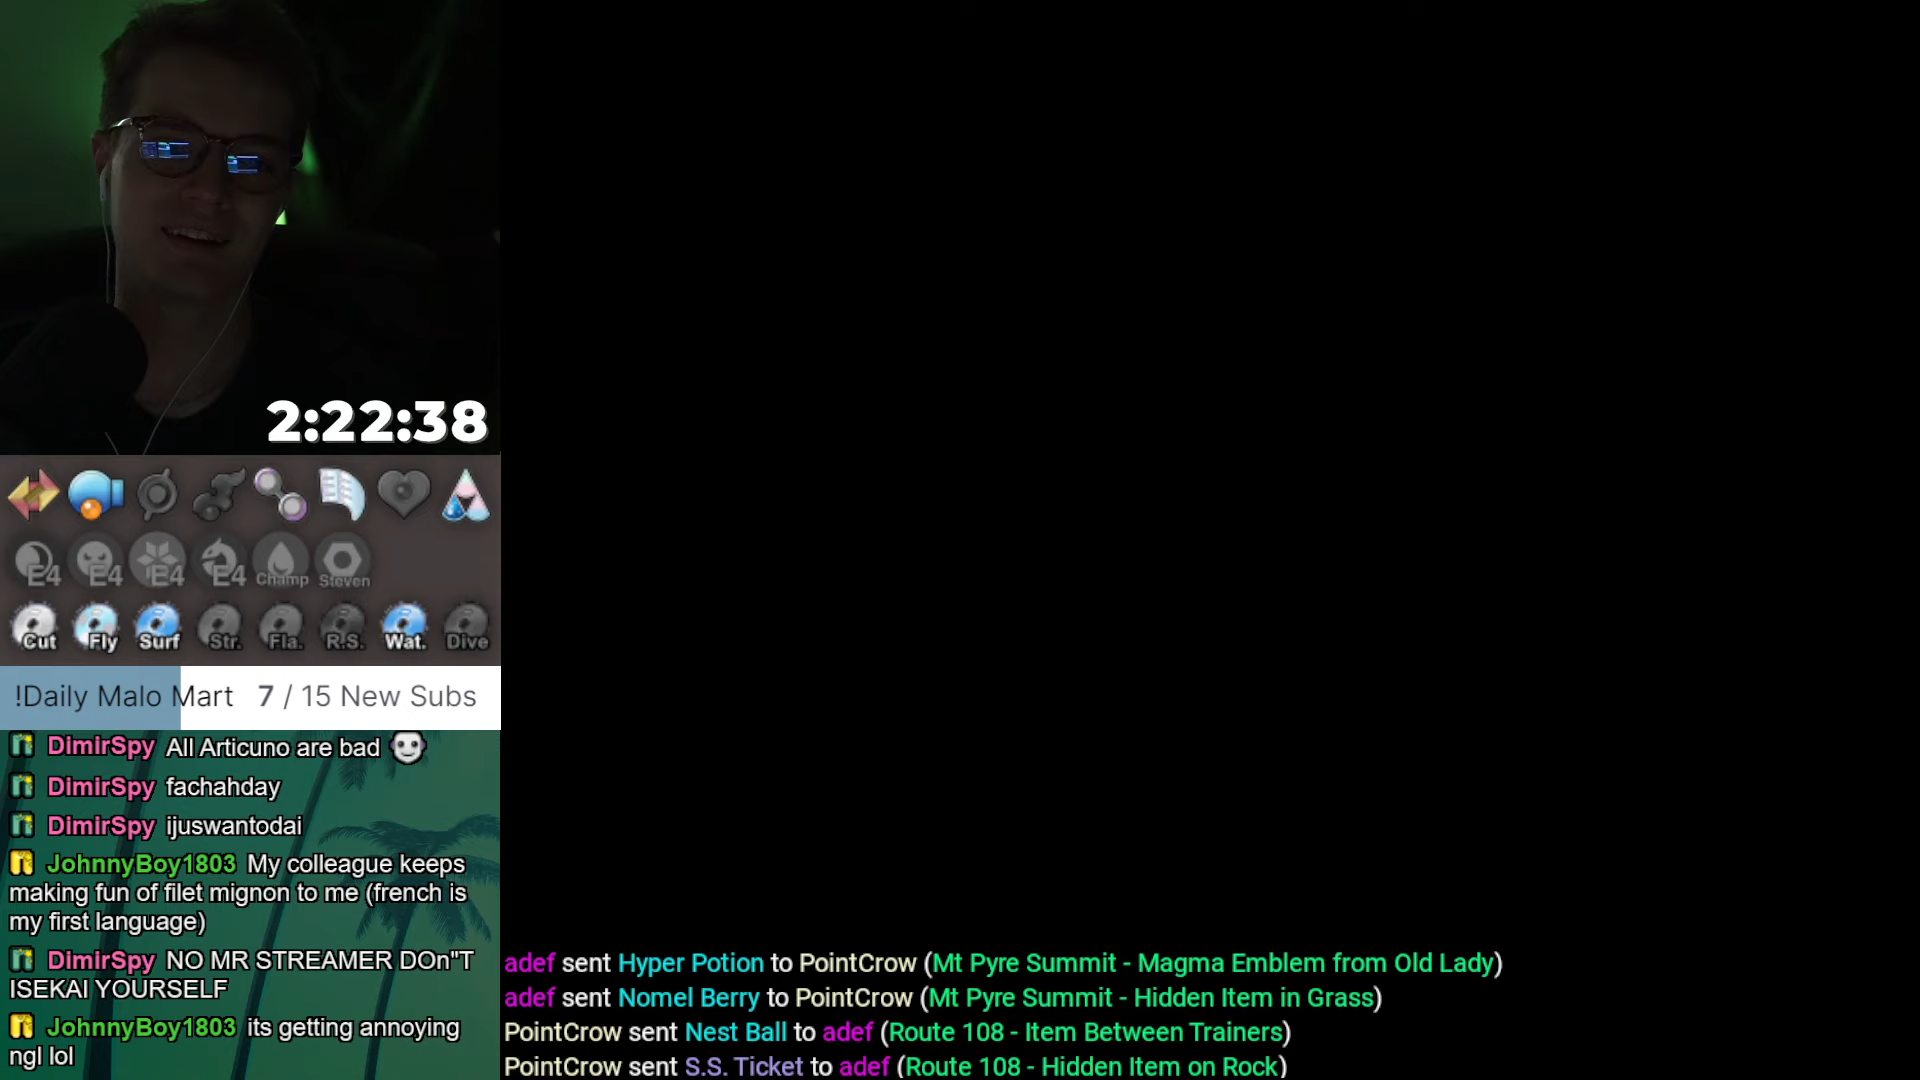 2:22:38
E4 E4 E4 E4 Champ Steven
Cut Fly Surf Str. Fla. R.S. Wat. Dive
!Daily Malo Mart 7 / 15 New Subs
DimirSpy All Articuno are bad
DimirSpy fachahday
DimirSpy ijuswantodai
JohnnyBoy1803 My colleague keeps
making fun of filet mignon to me (french is
my first language)
DimirSpy NO MR STREAMER DOn"T
ISEKAI YOURSELF
JohnnyBoy1803 its getting annoying
ngl lol
adef sent Hyper Potion to PointCrow (Mt Pyre Summit - Magma Emblem from Old Lady)
adef sent Nomel Berry to PointCrow (Mt Pyre Summit - Hidden Item in Grass)
PointCrow sent Nest Ball to adef (Route 108 - Item Between Trainers)
PointCrow sent S.S. Ticket to adef (Route 108 - Hidden Item on Rock)